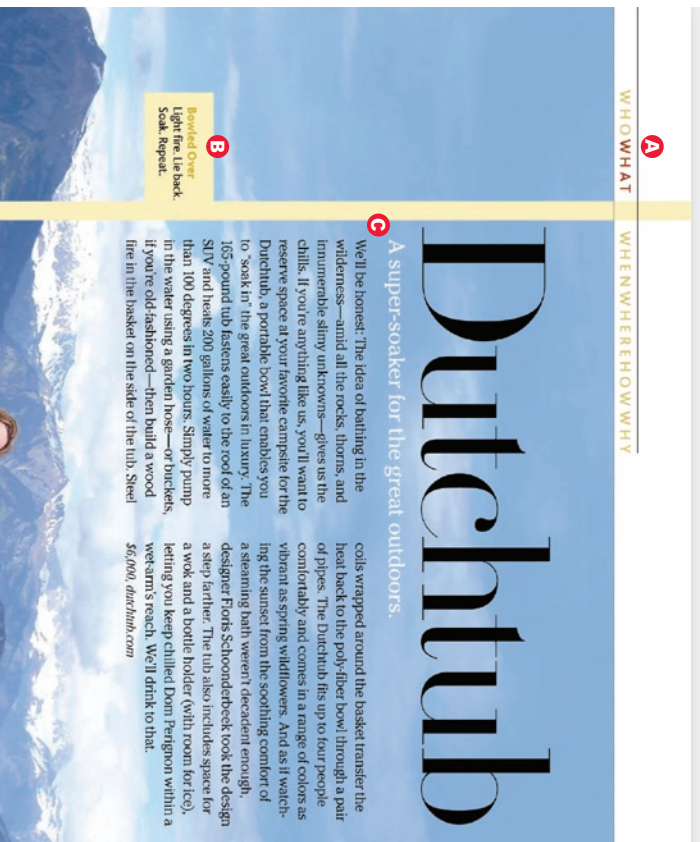 A
WHOWHAT WHENWHEREHOWWHY
Dutchtub
C
A super-soaker for the great outdoors.
B
Bowled Over
Light fire. Lie back.
Soak. Repeat.
We'll be honest: The idea of bathing in the
wilderness—amid all the rocks, thorns, and
innumerable slimy unknowns—gives us the
chills. If you're anything like us, you'll want to
reserve space at your favorite campsite for the
Dutchtub, a portable bowl that enables you
to "soak in" the great outdoors in luxury. The
165-pound tub fastens easily to the roof of an
SUV and heats 200 gallons of water to more
than 100 degrees in two hours. Simply pump
in the water using a garden hose—or buckets,
if you're old-fashioned—then build a wood
fire in the basket on the side of the tub. Steel
coils wrapped around the basket transfer the
heat back to the poly-fiber bowl through a pair
of pipes. The Dutchtub fits up to four people
comfortably and comes in a range of colors as
vibrant as spring wildflowers. And as if watch-
ing the sunset from the soothing comfort of
a steaming bath weren't decadent enough,
designer Floris Schoonderbeek took the design
a step farther. The tub also includes space for
a wok and a bottle holder (with room for ice),
letting you keep chilled Dom Perignon within a
wet-arm's reach. We'll drink to that.
$6,000, dutchtub.com